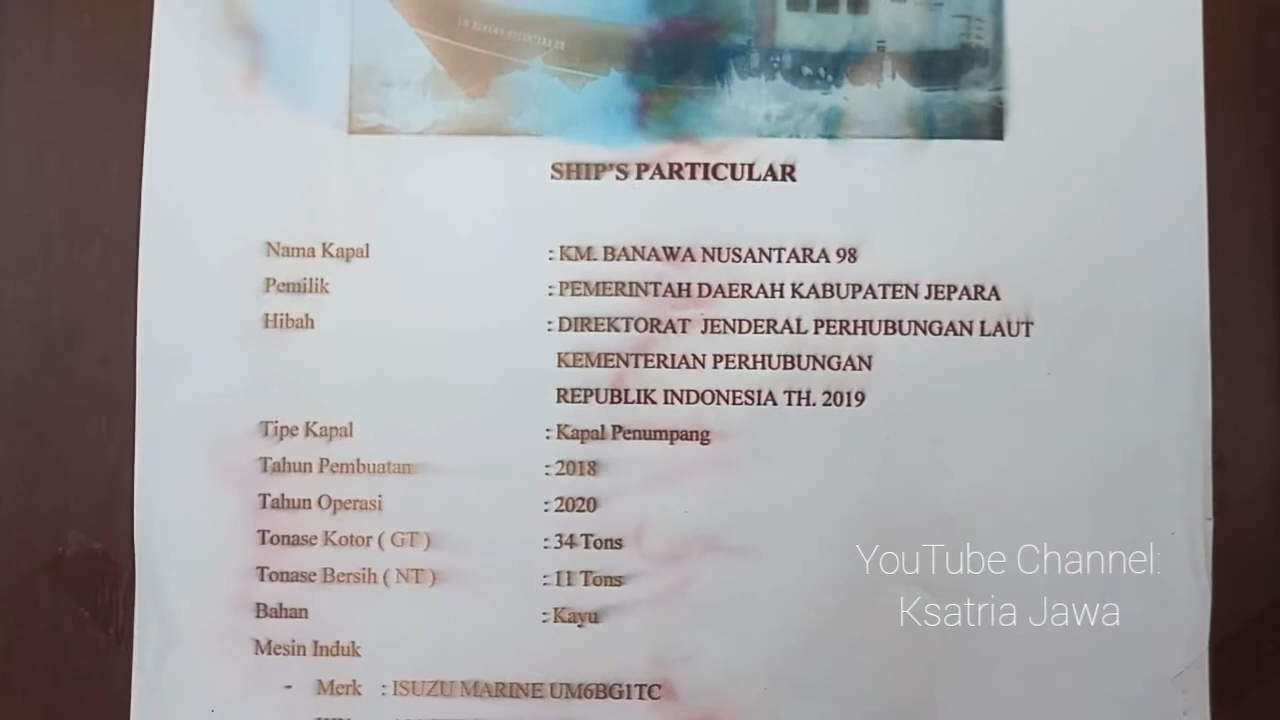 SHIP'S PARTICULAR
Nama Kapal : KM. BANAWA NUSANTARA 98
Pemilik : PEMERINTAH DAERAH KABUPATEN JEPARA
Hibah : DIREKTORAT JENDERAL PERHUBUNGAN LAUT
KEMENTERIAN PERHUBUNGAN
REPUBLIK INDONESIA TH. 2019
Tipe Kapal : Kapal Penumpang
Tahun Pembuatan : 2018
Tahun Operasi : 2020
Tonase Kotor ( GT ) : 34 Tons
Tonase Bersih ( NT ) : 11 Tons
Bahan : Kayu
Mesin Induk
- Merk : ISUZU MARINE UM6BG1TC
YouTube Channel:
Ksatria Jawa